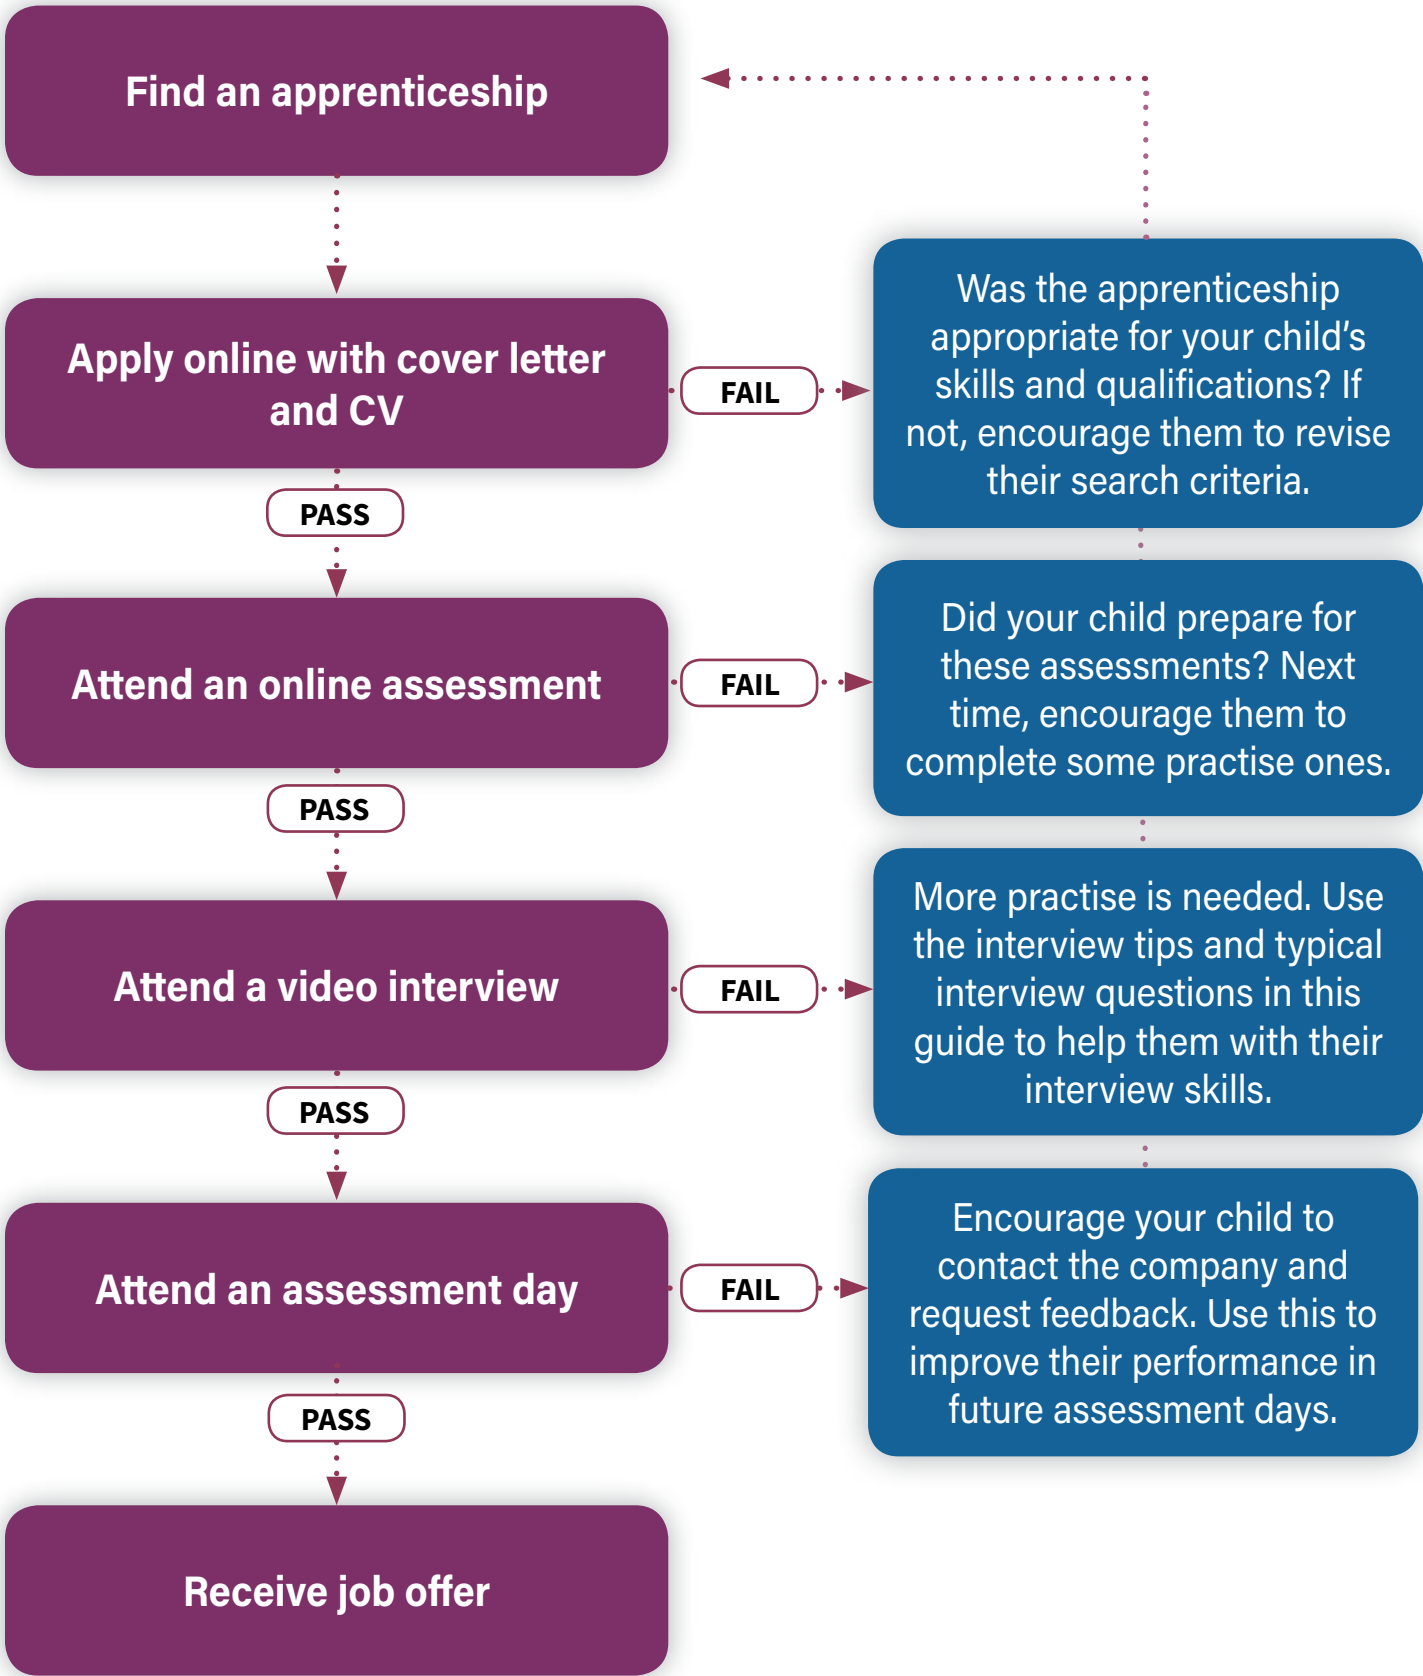 Find an apprenticeship
Apply online with cover letter
and CV
FAIL
Was the apprenticeship
appropriate for your child’s
skills and qualifications? If
not, encourage them to revise
their search criteria.
PASS
Attend an online assessment
FAIL
Did your child prepare for
these assessments? Next
time, encourage them to
complete some practise ones.
PASS
Attend a video interview
FAIL
More practise is needed. Use
the interview tips and typical
interview questions in this
guide to help them with their
interview skills.
PASS
Attend an assessment day
FAIL
Encourage your child to
contact the company and
request feedback. Use this to
improve their performance in
future assessment days.
PASS
Receive job offer